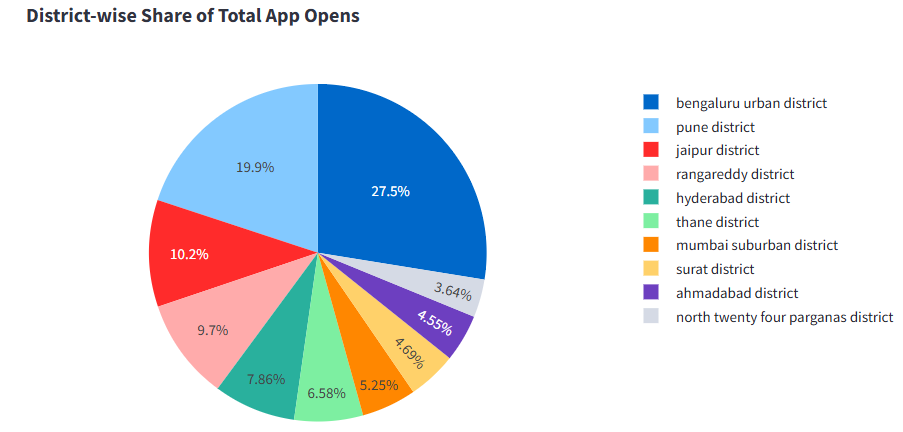 District-wise Share of Total App Opens
27.5%
19.9%
10.2%
9.7%
7.86%
6.58%
5.25%
4.69%
4.55%
3.64%
bengaluru urban district
pune district
jaipur district
rangareddy district
hyderabad district
thane district
mumbai suburban district
surat district
ahmadabad district
north twenty four parganas district